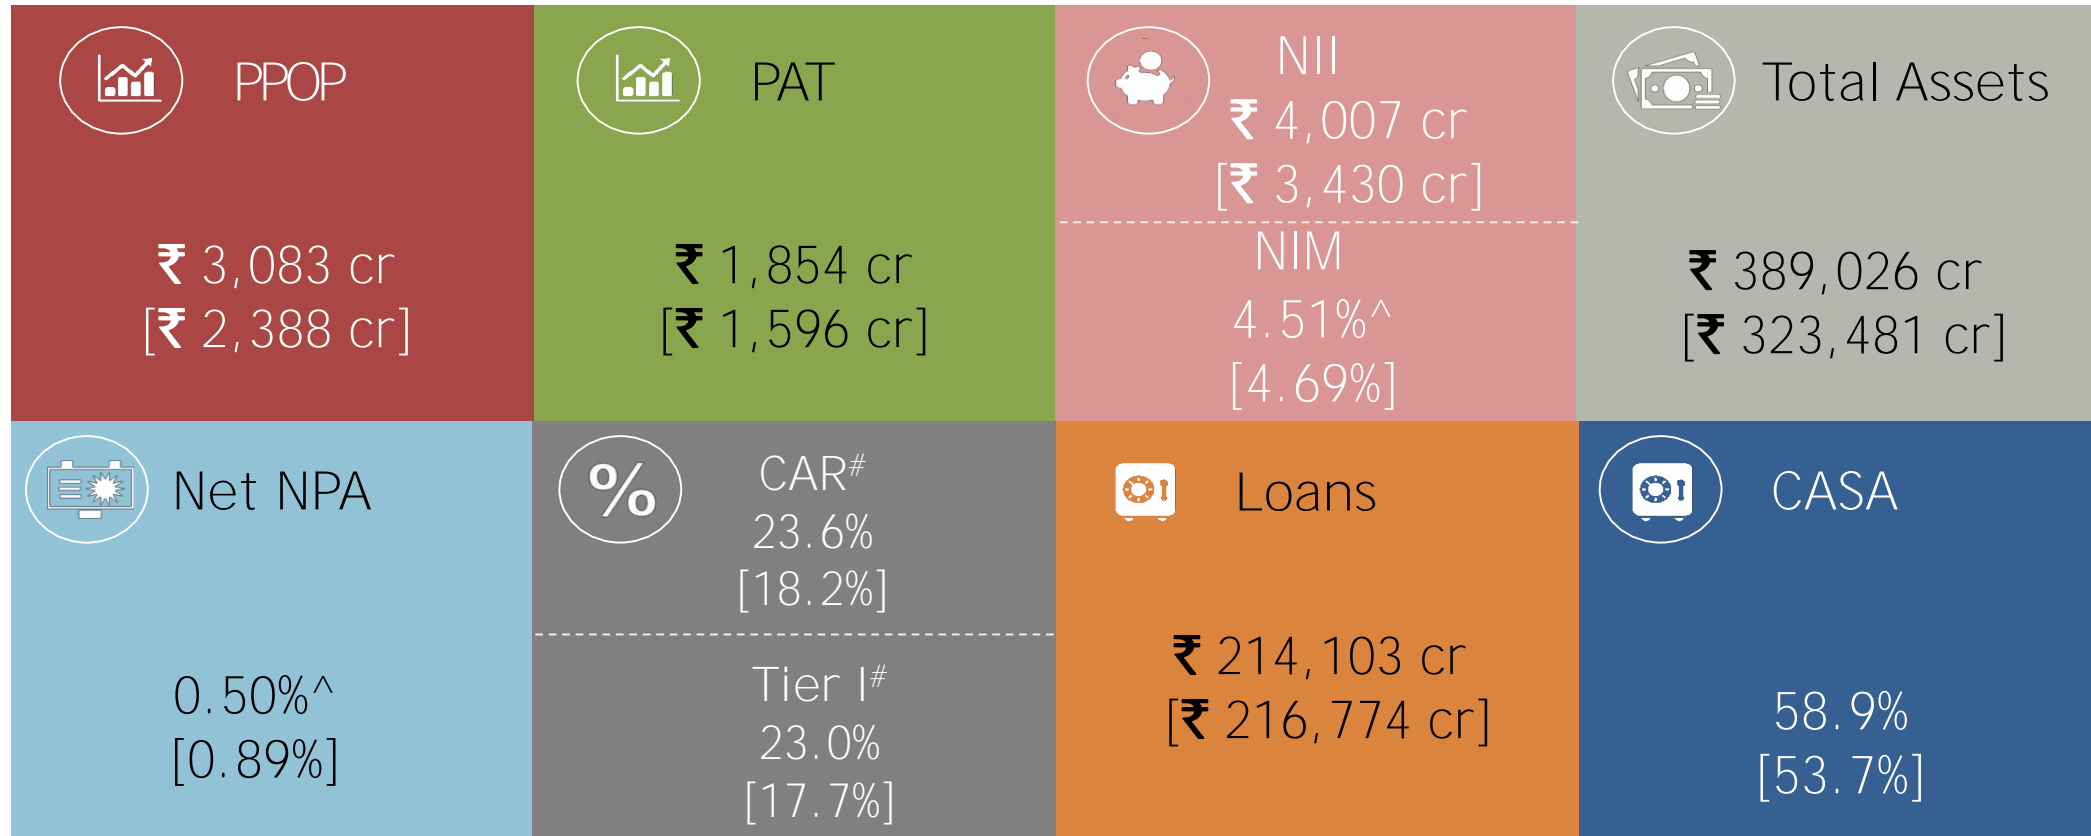 PPOP
₹ 3,083 cr
[₹ 2,388 cr]
PAT
₹ 1,854 cr
[₹ 1,596 cr]
NII
₹ 4,007 cr
[₹ 3,430 cr]
NIM
4.51%^
[4.69%]
Total Assets
₹ 389,026 cr
[₹ 323,481 cr]
Net NPA
0.50%^
[0.89%]
%
CAR#
23.6%
[18.2%]
Tier I#
23.0%
[17.7%]
Loans
₹ 214,103 cr
[₹ 216,774 cr]
CASA
58.9%
[53.7%]